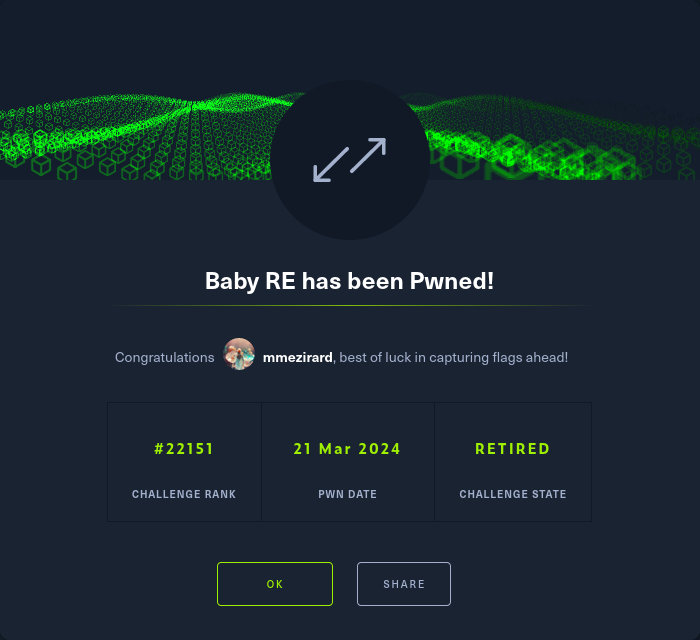 Baby RE has been Pwned!
Congratulations mmezirard, best of luck in capturing flags ahead!
#22151 21 Mar 2024 RETIRED
CHALLENGE RANK PWN DATE CHALLENGE STATE
OK SHARE